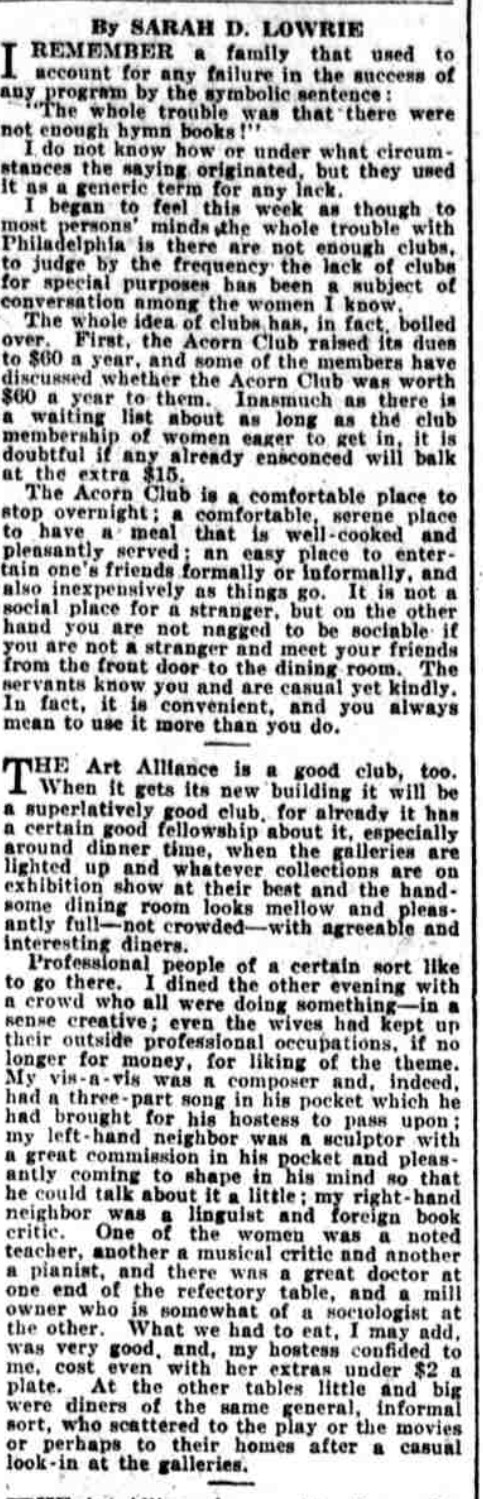 By SARAH D. LOWRIE
I REMEMBER a family that used to
account for any failure in the success of
any program by the symbolic sentence:
"The whole trouble was that there were
not enough hymn books!"
I do not know how or under what circum-
stances the saying originated, but they used
it as a generic term for any lack.
I began to feel this week as though to
most persons' minds the whole trouble with
Philadelphia is there are not enough clubs,
to judge by the frequency the lack of clubs
for special purposes has been a subject of
conversation among the women I know.
The whole idea of clubs has, in fact, boiled
over. First, the Acorn Club raised its dues
to $60 a year, and some of the members have
discussed whether the Acorn Club was worth
$60 a year to them. Inasmuch as there is
a waiting list about as long as the club
membership of women eager to get in, it is
doubtful if any already ensconced will balk
at the extra $15.
The Acorn Club is a comfortable place to
stop overnight; a comfortable, serene place
to have a meal that is well-cooked and
pleasantly served; an easy place to enter-
tain one's friends formally or informally, and
also inexpensively as things go. It is not a
social place for a stranger, but on the other
hand you are not nagged to be sociable if
you are not a stranger and meet your friends
from the front door to the dining room. The
servants know you and are casual yet kindly.
In fact, it is convenient, and you always
mean to use it more than you do.
THE Art Alliance is a good club, too.
When it gets its new building it will be
a superlatively good club, for already it has
a certain good fellowship about it, especially
around dinner time, when the galleries are
lighted up and whatever collections are on
exhibition show at their best and the hand-
some dining room looks mellow and pleas-
antly full—not crowded—with agreeable and
interesting diners.
Professional people of a certain sort like
to go there. I dined the other evening with
a crowd who all were doing something—in a
sense creative; even the wives had kept up
their outside professional occupations, if no
longer for money, for liking of the theme.
My vis-a-vis was a composer and, indeed,
had a three-part song in his pocket which he
had brought for his hostess to pass upon;
my left-hand neighbor was a sculptor with
a great commission in his pocket and pleas-
antly coming to shape in his mind so that
he could talk about it a little; my right-hand
neighbor was a linguist and foreign book
critic. One of the women was a noted
teacher, another a musical critic and another
a pianist, and there was a great doctor at
one end of the refectory table, and a mill
owner who is somewhat of a sociologist at
the other. What we had to eat, I may add,
was very good, and, my hostess confided to
me, cost even with her extras under $2 a
plate. At the other tables little and big
were diners of the same general, informal
sort, who scattered to the play or the movies
or perhaps to their homes after a casual
look-in at the galleries.